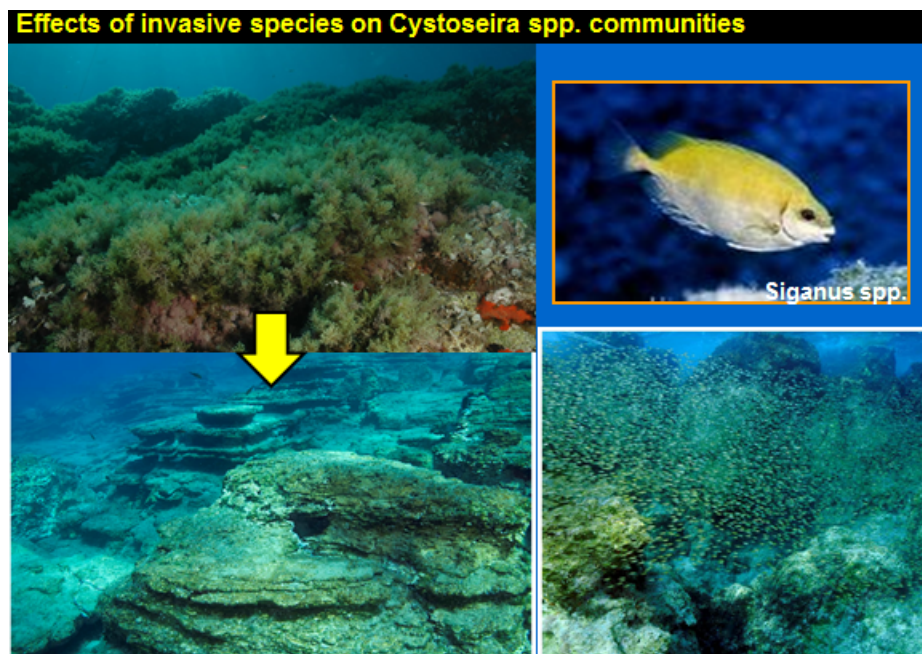 Effects of invasive species on Cystoseira spp. communities
Siganus spp.